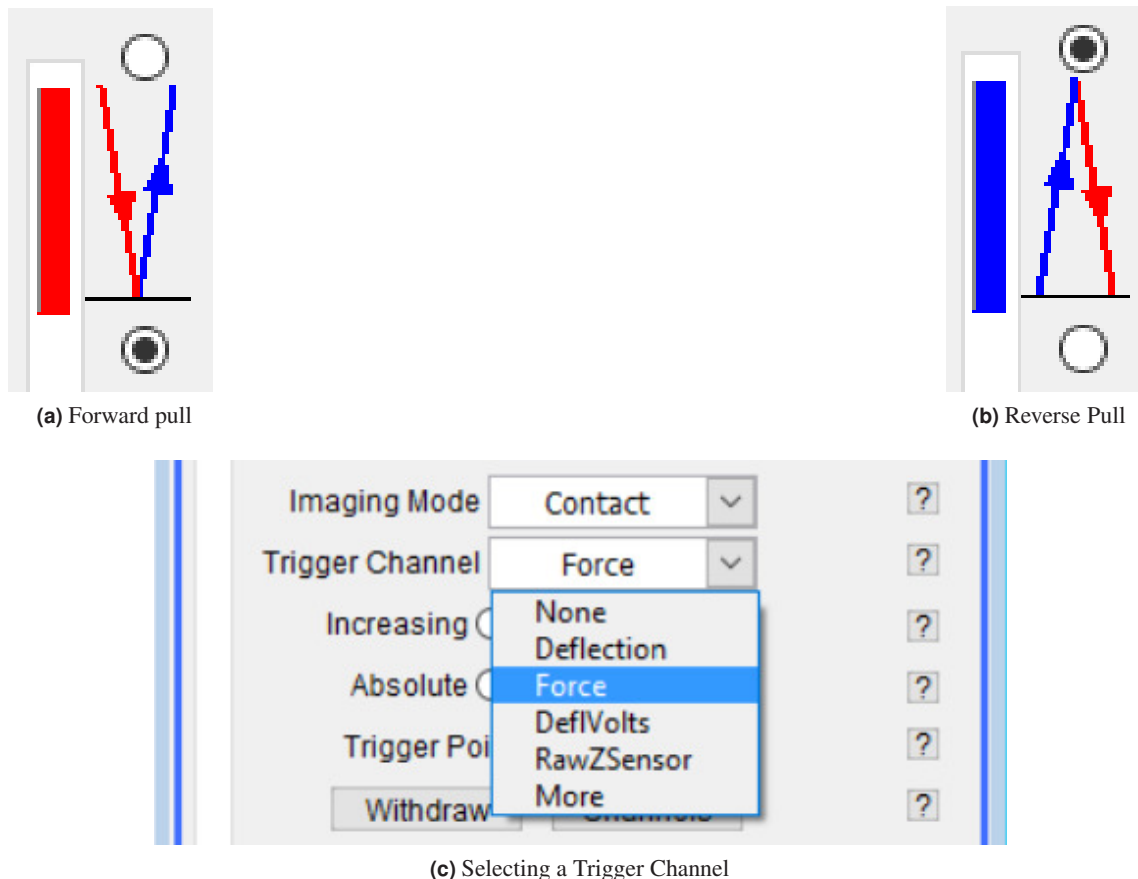 (a) Forward pull
(b) Reverse Pull
Imaging Mode Contact ?
Trigger Channel Force ?
None
Increasing ?
Deflection
Absolute Force ?
DeflVolts
Trigger Poi ?
RawZSensor
More
Withdraw ?
(c) Selecting a Trigger Channel